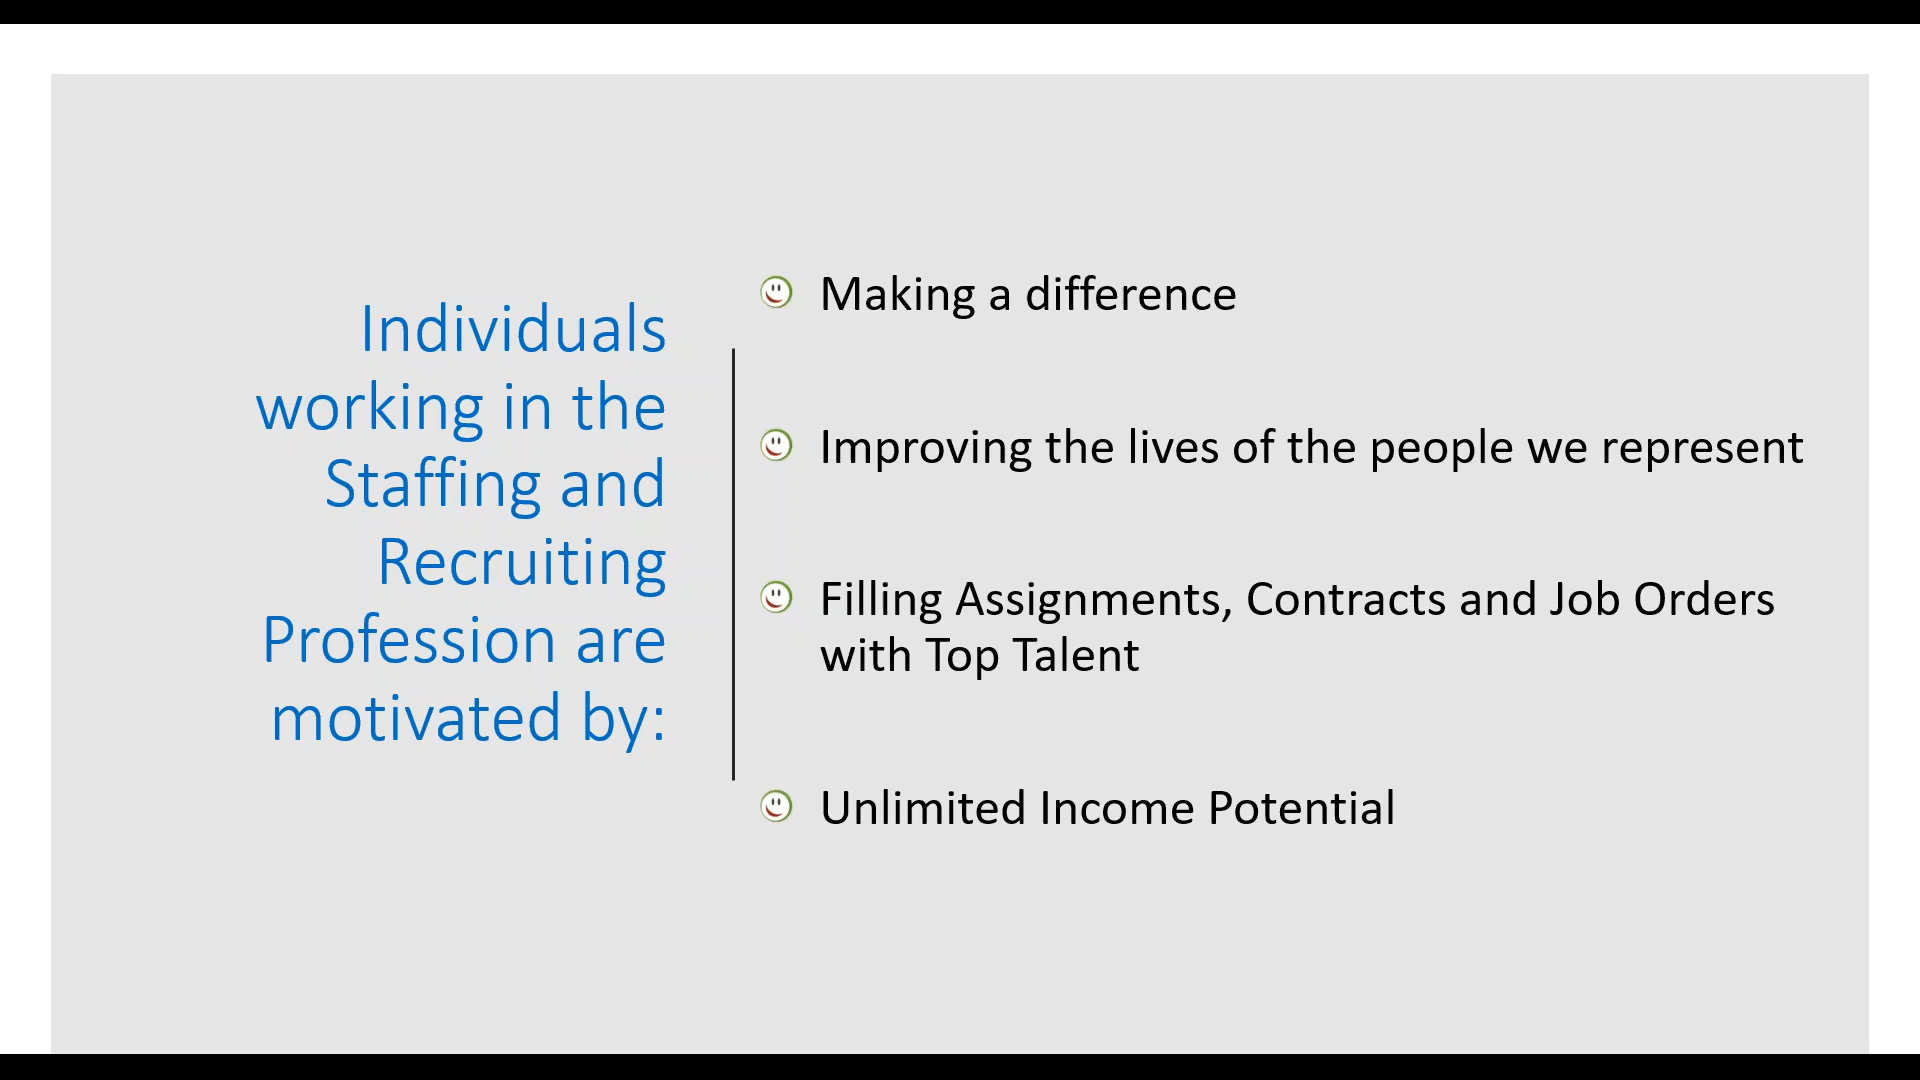 Individuals
working in the
Staffing and
Recruiting
Profession are
motivated by:
Making a difference
Improving the lives of the people we represent
Filling Assignments, Contracts and Job Orders
with Top Talent
Unlimited Income Potential